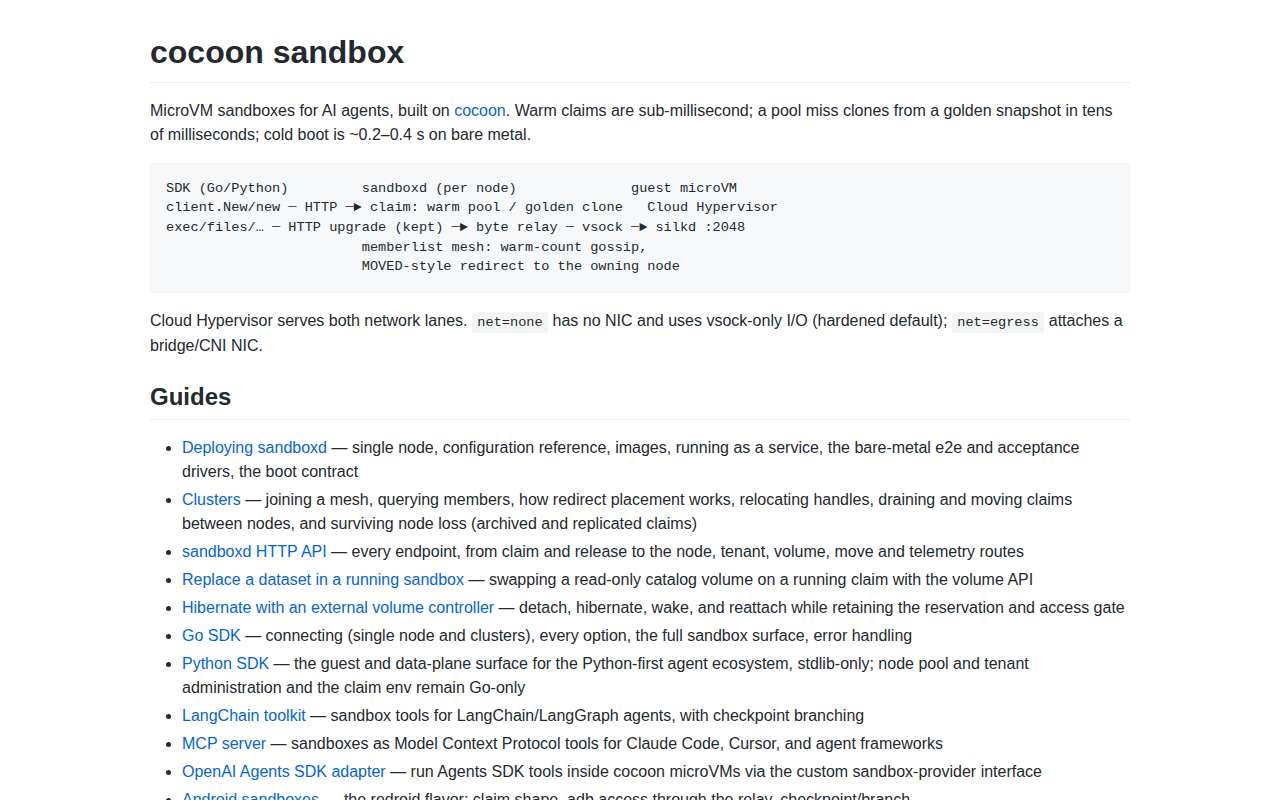 cocoon sandbox
MicroVM sandboxes for AI agents, built on cocoon. Warm claims are sub-millisecond; a pool miss clones from a golden snapshot in tens
of milliseconds; cold boot is ~0.2–0.4 s on bare metal.
SDK (Go/Python)         sandboxd (per node)              guest microVM
client.New/new ─ HTTP ─► claim: warm pool / golden clone   Cloud Hypervisor
exec/files/… ─ HTTP upgrade (kept) ─► byte relay ─ vsock ─► silkd :2048
                        memberlist mesh: warm-count gossip,
                        MOVED-style redirect to the owning node
Cloud Hypervisor serves both network lanes. net=none has no NIC and uses vsock-only I/O (hardened default); net=egress attaches a
bridge/CNI NIC.
Guides
• Deploying sandboxd — single node, configuration reference, images, running as a service, the bare-metal e2e and acceptance
drivers, the boot contract
• Clusters — joining a mesh, querying members, how redirect placement works, relocating handles, draining and moving claims
between nodes, and surviving node loss (archived and replicated claims)
• sandboxd HTTP API — every endpoint, from claim and release to the node, tenant, volume, move and telemetry routes
• Replace a dataset in a running sandbox — swapping a read-only catalog volume on a running claim with the volume API
• Hibernate with an external volume controller — detach, hibernate, wake, and reattach while retaining the reservation and access gate
• Go SDK — connecting (single node and clusters), every option, the full sandbox surface, error handling
• Python SDK — the guest and data-plane surface for the Python-first agent ecosystem, stdlib-only; node pool and tenant
administration and the claim env remain Go-only
• LangChain toolkit — sandbox tools for LangChain/LangGraph agents, with checkpoint branching
• MCP server — sandboxes as Model Context Protocol tools for Claude Code, Cursor, and agent frameworks
• OpenAI Agents SDK adapter — run Agents SDK tools inside cocoon microVMs via the custom sandbox-provider interface
• Android sandboxes — the redroid flavor: claim shape, adb access through the relay, checkpoint/branch